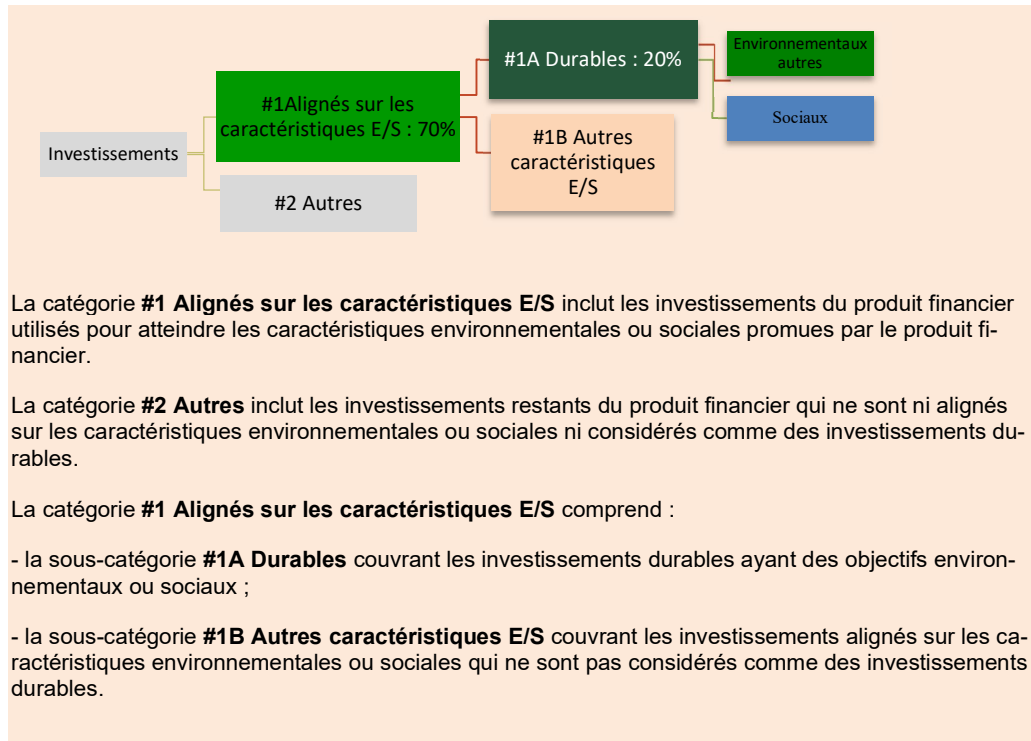 #1A Durables : 20%
Environnementaux
autres
#1Alignés sur les
caractéristiques E/S : 70%
Sociaux
Investissements
#1B Autres
caractéristiques
E/S
#2 Autres
La catégorie #1 Alignés sur les caractéristiques E/S inclut les investissements du produit financier
utilisés pour atteindre les caractéristiques environnementales ou sociales promues par le produit fi-
nancier.
La catégorie #2 Autres inclut les investissements restants du produit financier qui ne sont ni alignés
sur les caractéristiques environnementales ou sociales ni considérés comme des investissements du-
rables.
La catégorie #1 Alignés sur les caractéristiques E/S comprend :
- la sous-catégorie #1A Durables couvrant les investissements durables ayant des objectifs environ-
nementaux ou sociaux ;
- la sous-catégorie #1B Autres caractéristiques E/S couvrant les investissements alignés sur les ca-
ractéristiques environnementales ou sociales qui ne sont pas considérés comme des investissements
durables.